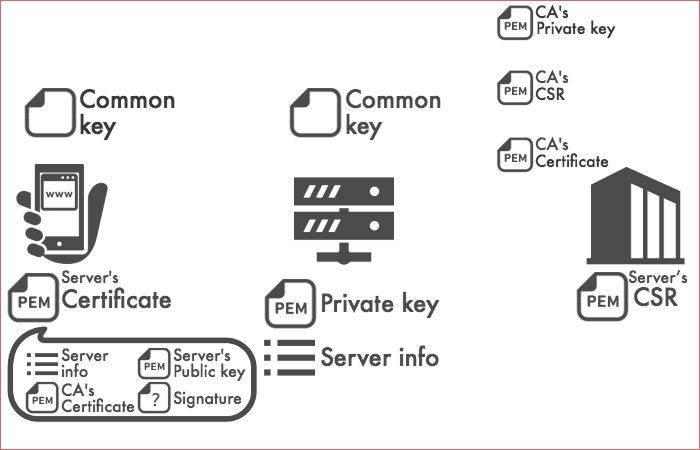 PEM CA's
Private key
PEM CA's
CSR
PEM CA's
Certificate
Common
key
Common
key
www
PEM Server's
Certificate
PEM Private key
PEM Server's
CSR
Server info
Server
info
PEM Server's
Public key
PEM CA's
Certificate
? Signature